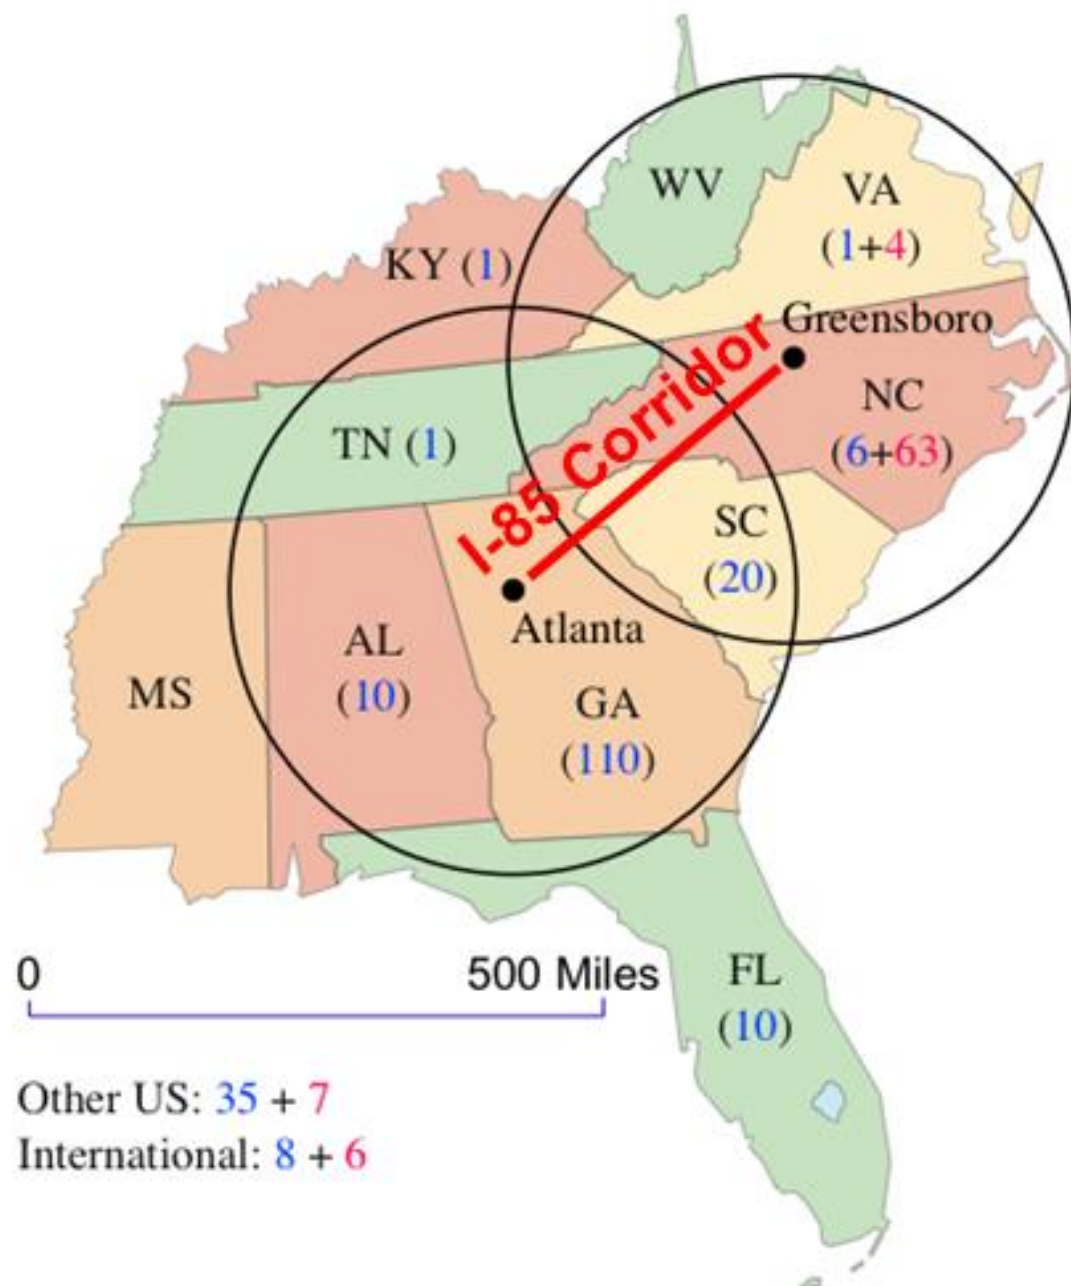 WV
VA
(1+4)
KY (1)
Greensboro
NC
(6+63)
I-85 Corridor
TN (1)
SC
(20)
Atlanta
AL
(10)
MS
GA
(110)
0 500 Miles
FL
(10)
Other US: 35 + 7
International: 8 + 6